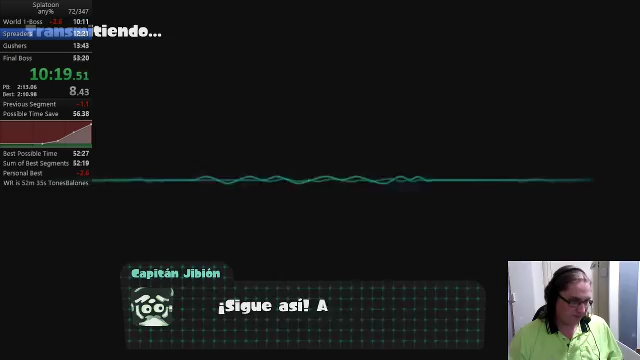 Splatoon
any% 72/347
World 1-Boss -2.6 10:11
Spreaders 12:21
Gushers 13:43
Final Boss 53:20
10:19.51
PB: 2:13.06
Best: 2:10.98 8.43
Previous Segment -1.1
Possible Time Save 56.38
Best Possible Time 52:27
Sum of Best Segments 52:19
Personal Best -2.6
WR is 52m 35s TonesBalones
Transmitiendo...
Capitán Jibión
¡Sigue así! A